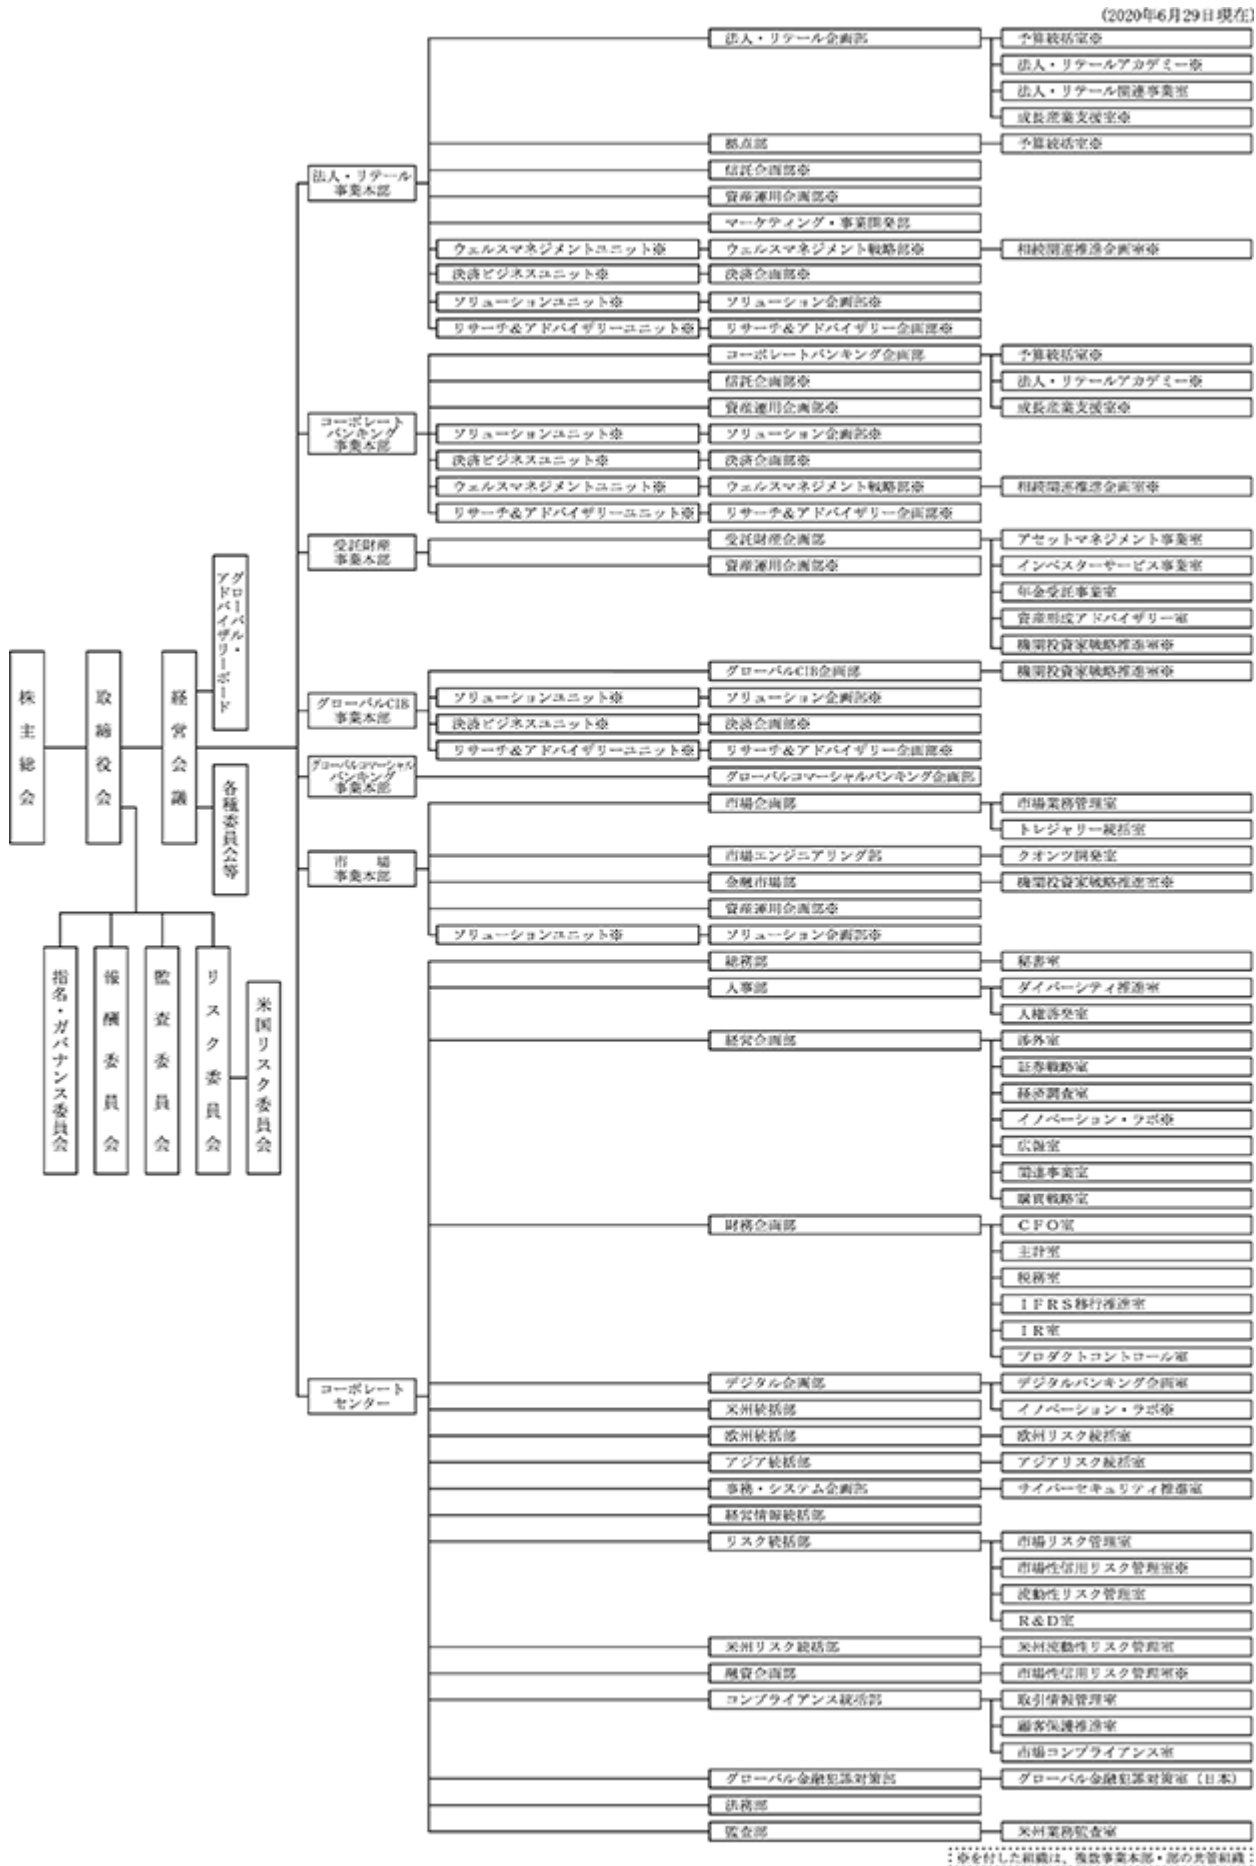 (2020年6月29日現在)
株主総会
取締役会
経営会議
グローバル・
アドバイザリーボード
各種委員会等
指名・ガバナンス委員会
報酬委員会
監査委員会
リスク委員会
米国リスク委員会
法人・リテール
事業本部
法人・リテール企画部
予算統括室※
法人・リテールアカデミー※
法人・リテール関連事業室
成長産業支援室※
拠点部
予算統括室※
信託企画部※
資産運用企画部※
マーケティング・事業開発部
ウェルスマネジメントユニット※
ウェルスマネジメント戦略部※
相続関連推進企画室※
決済ビジネスユニット※
決済企画部※
ソリューションユニット※
ソリューション企画部※
リサーチ&アドバイザリーユニット※
リサーチ&アドバイザリー企画部※
コーポレート
バンキング
事業本部
コーポレートバンキング企画部
予算統括室※
法人・リテールアカデミー※
成長産業支援室※
信託企画部※
資産運用企画部※
ソリューションユニット※
ソリューション企画部※
決済ビジネスユニット※
決済企画部※
ウェルスマネジメントユニット※
ウェルスマネジメント戦略部※
相続関連推進企画室※
リサーチ&アドバイザリーユニット※
リサーチ&アドバイザリー企画部※
受託財産
事業本部
受託財産企画部
アセットマネジメント事業室
インベスターサービス事業室
年金受託事業室
資産形成アドバイザリー室
機関投資家戦略推進室※
資産運用企画部※
グローバルCIB
事業本部
グローバルCIB企画部
機関投資家戦略推進室※
ソリューションユニット※
ソリューション企画部※
決済ビジネスユニット※
決済企画部※
リサーチ&アドバイザリーユニット※
リサーチ&アドバイザリー企画部※
グローバルコマーシャル
バンキング
事業本部
グローバルコマーシャルバンキング企画部
市場
事業本部
市場企画部
市場業務管理室
トレジャリー統括室
市場エンジニアリング部
クオンツ開発室
金融市場部
機関投資家戦略推進室※
資産運用企画部※
ソリューションユニット※
ソリューション企画部※
コーポレート
センター
総務部
秘書室
人事部
ダイバーシティ推進室
人権啓発室
経営企画部
渉外室
証券戦略室
経済調査室
イノベーション・ラボ※
広報室
関連事業室
購買戦略室
財務企画部
CFO室
主計室
税務室
IFRS移行推進室
IR室
プロダクトコントロール室
デジタル企画部
デジタルバンキング企画室
イノベーション・ラボ※
米州統括部
欧州統括部
欧州リスク統括室
アジア統括部
アジアリスク統括室
事務・システム企画部
サイバーセキュリティ推進室
経営情報統括部
リスク統括部
市場リスク管理室
市場性信用リスク管理室※
流動性リスク管理室
R&D室
米州リスク統括部
米州流動性リスク管理室
融資企画部
市場性信用リスク管理室※
コンプライアンス統括部
取引情報管理室
顧客保護推進室
市場コンプライアンス室
グローバル金融犯罪対策部
グローバル金融犯罪対策室(日本)
法務部
監査部
米州業務監査室
※を付した組織は、複数事業本部・部の共管組織